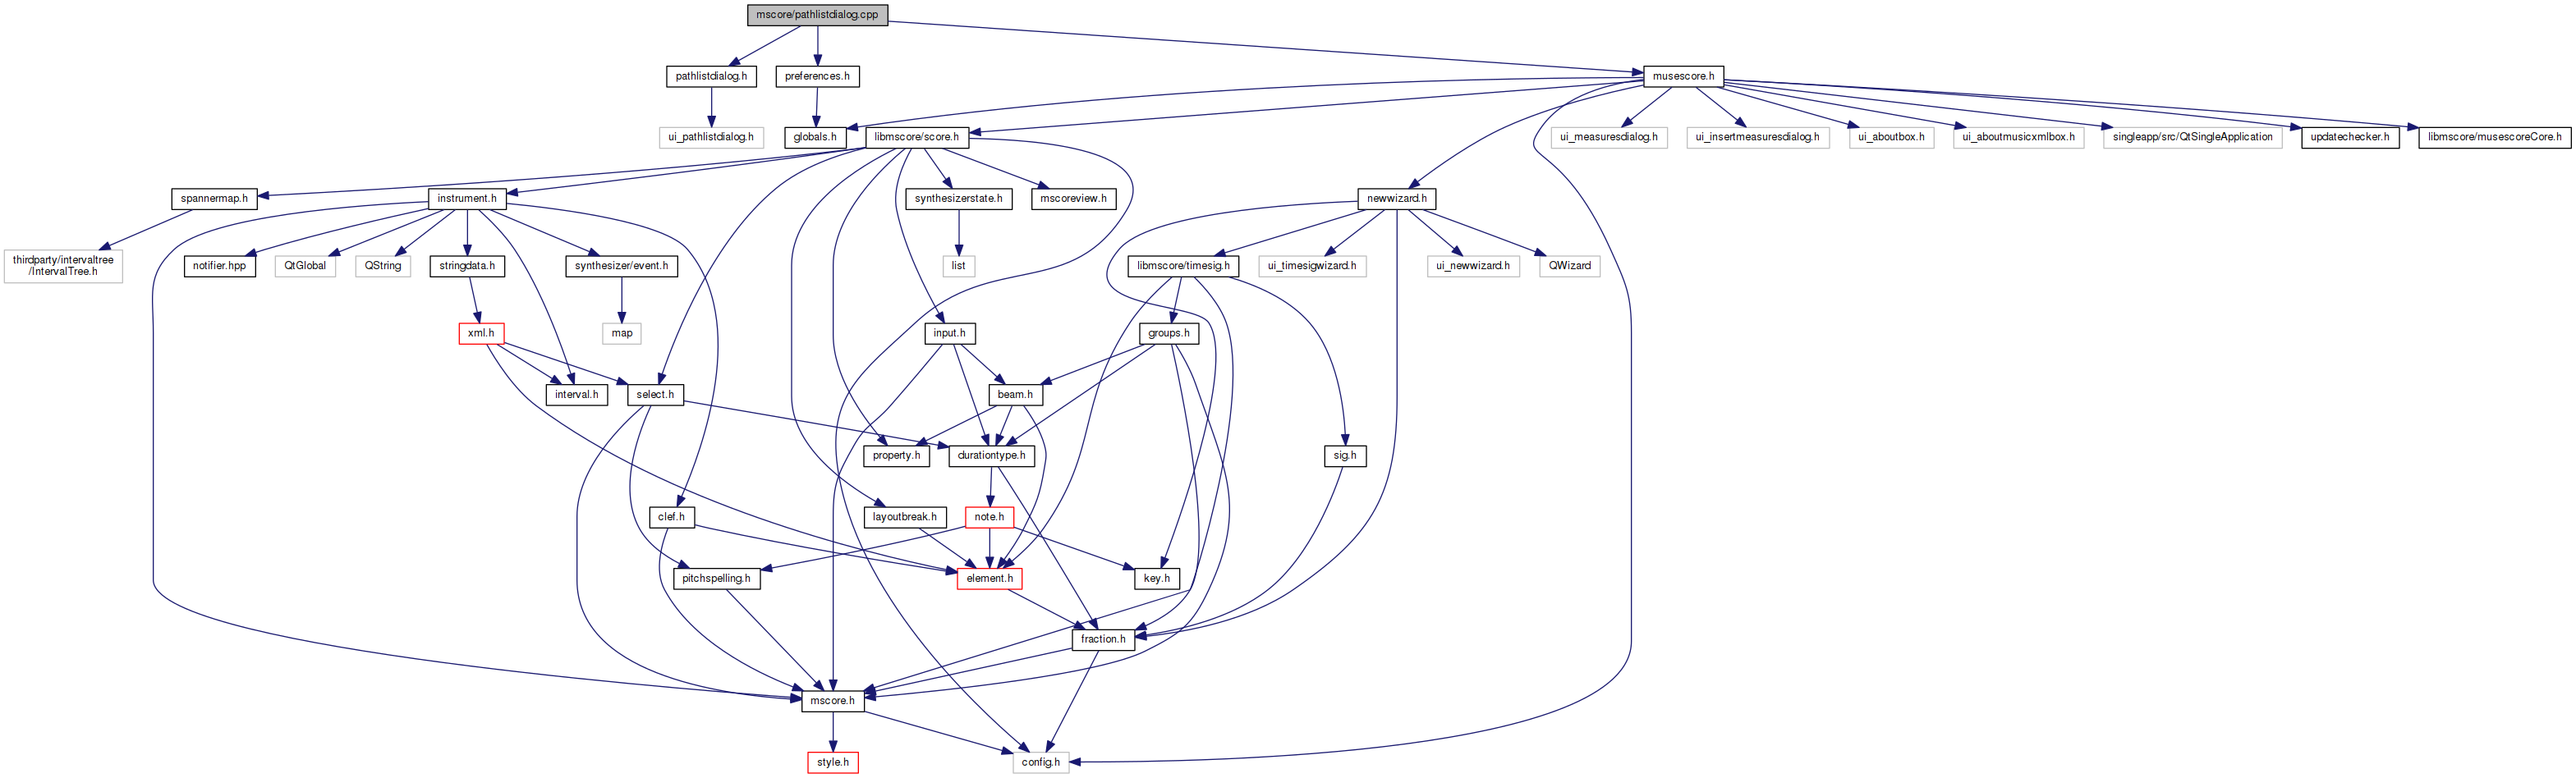 mscore/pathlistdialog.cpp
pathlistdialog.h
preferences.h
musescore.h
ui_pathlistdialog.h
globals.h
libmscore/score.h
ui_measuresdialog.h
ui_insertmeasuresdialog.h
ui_aboutbox.h
ui_aboutmusicxmlbox.h
singleapp/src/QtSingleApplication
updatechecker.h
libmscore/musescoreCore.h
spannermap.h
instrument.h
synthesizerstate.h
mscoreview.h
newwizard.h
thirdparty/intervaltree
/IntervalTree.h
notifier.hpp
QtGlobal
QString
stringdata.h
synthesizer/event.h
list
libmscore/timesig.h
ui_timesigwizard.h
ui_newwizard.h
QWizard
xml.h
map
input.h
groups.h
interval.h
select.h
beam.h
property.h
durationtype.h
sig.h
clef.h
layoutbreak.h
note.h
pitchspelling.h
element.h
key.h
fraction.h
mscore.h
style.h
config.h